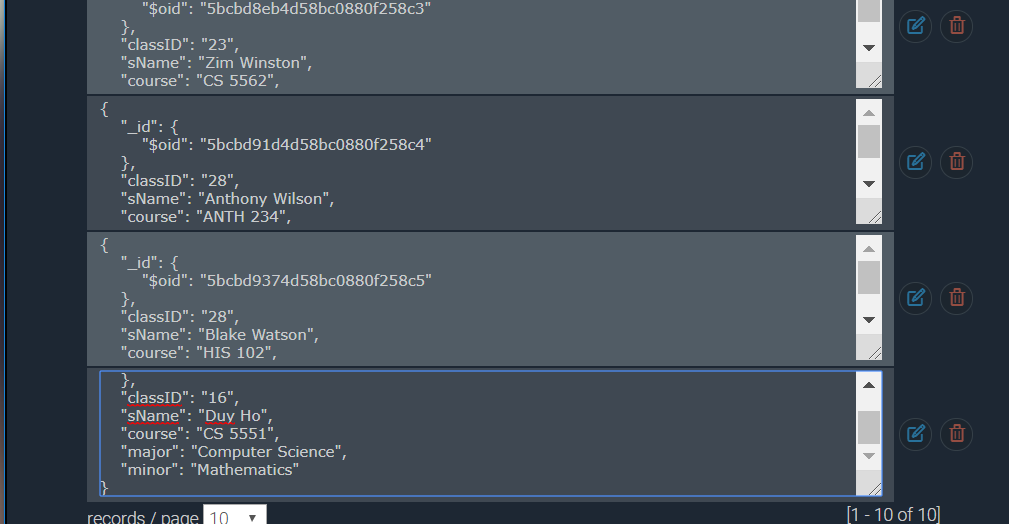 "$oid": "5bcbd8eb4d58bc0880f258c3"
},
"classID": "23",
"sName": "Zim Winston",
"course": "CS 5562",
{
"_id": {
"$oid": "5bcbd91d4d58bc0880f258c4"
},
"classID": "28",
"sName": "Anthony Wilson",
"course": "ANTH 234",
{
"_id": {
"$oid": "5bcbd9374d58bc0880f258c5"
},
"classID": "28",
"sName": "Blake Watson",
"course": "HIS 102",
},
"classID": "16",
"sName": "Duy Ho",
"course": "CS 5551",
"major": "Computer Science",
"minor": "Mathematics"
}
records / page 10 [1 - 10 of 10]